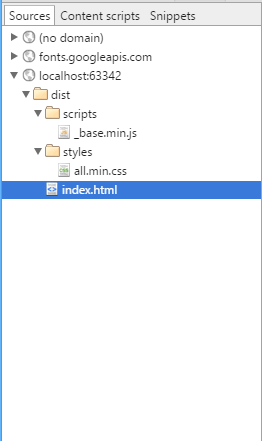 Sources Content scripts Snippets
(no domain)
fonts.googleapis.com
localhost:63342
dist
scripts
_base.min.js
styles
all.min.css
index.html